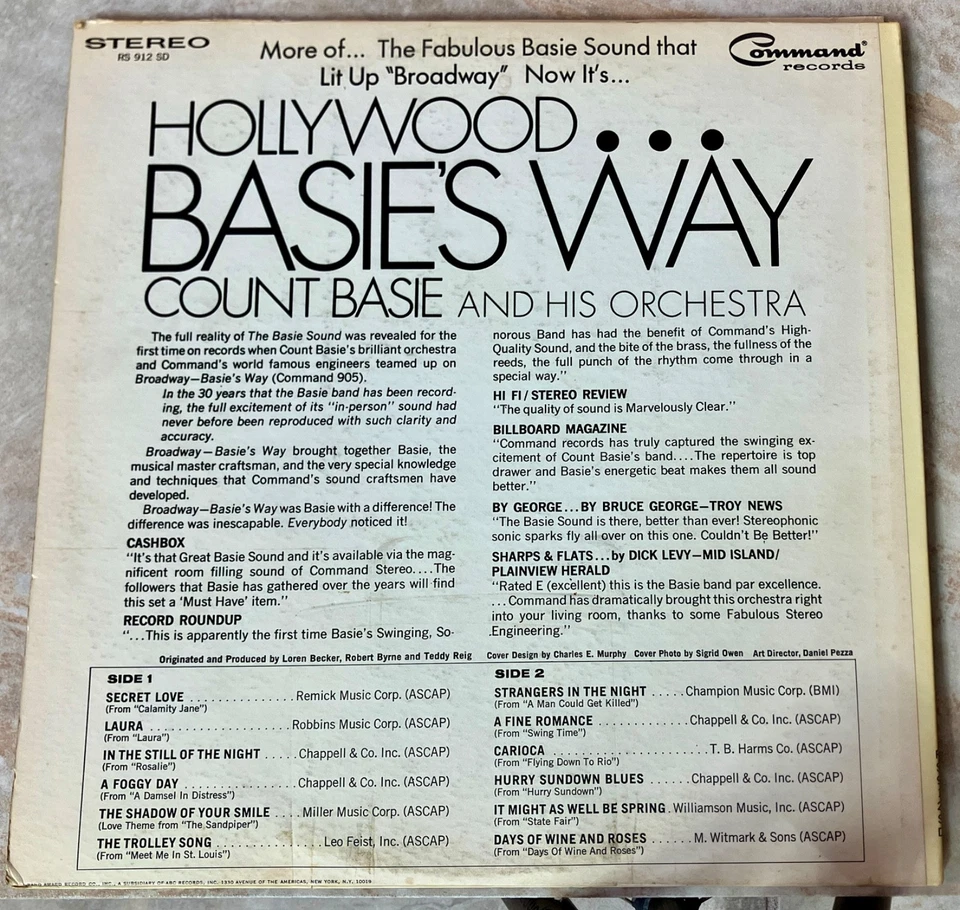 STEREO
RS 912 SD
More of... The Fabulous Basie Sound that
Lit Up "Broadway" Now It's...
Command®
records
HOLLYWOOD...
BASIE'S WAY
COUNT BASIE AND HIS ORCHESTRA
The full reality of The Basie Sound was revealed for the
first time on records when Count Basie's brilliant orchestra
and Command's world famous engineers teamed up on
Broadway—Basie's Way (Command 905).
In the 30 years that the Basie band has been record-
ing, the full excitement of its "in-person" sound had
never before been reproduced with such clarity and
accuracy.
Broadway—Basie's Way brought together Basie, the
musical master craftsman, and the very special knowledge
and techniques that Command's sound craftsmen have
developed.
Broadway—Basie's Way was Basie with a difference! The
difference was inescapable. Everybody noticed it!
CASHBOX
"It's that Great Basie Sound and it's available via the mag-
nificent room filling sound of Command Stereo....The
followers that Basie has gathered over the years will find
this set a 'Must Have' item."
RECORD ROUNDUP
"...This is apparently the first time Basie's Swinging, So-
norous Band has had the benefit of Command's High-
Quality Sound, and the bite of the brass, the fullness of the
reeds, the full punch of the rhythm come through in a
special way."
HI FI/STEREO REVIEW
"The quality of sound is Marvelously Clear."
BILLBOARD MAGAZINE
"Command records has truly captured the swinging ex-
citement of Count Basie's band....The repertoire is top
drawer and Basie's energetic beat makes them all sound
better."
BY GEORGE...BY BRUCE GEORGE—TROY NEWS
"The Basie Sound is there, better than ever! Stereophonic
sonic sparks fly all over on this one. Couldn't Be Better!"
SHARPS & FLATS...by DICK LEVY—MID ISLAND/
PLAINVIEW HERALD
"Rated E (excellent) this is the Basie band par excellence.
...Command has dramatically brought this orchestra right
into your living room, thanks to some Fabulous Stereo
Engineering."
Originated and Produced by Loren Becker, Robert Byrne and Teddy Reig Cover Design by Charles E. Murphy Cover Photo by Sigrid Owen Art Director, Daniel Pezza
SIDE 1
SECRET LOVE ........... Remick Music Corp. (ASCAP)
(From "Calamity Jane")
LAURA ................ Robbins Music Corp. (ASCAP)
(From "Laura")
IN THE STILL OF THE NIGHT ..... Chappell & Co. Inc. (ASCAP)
(From "Rosalie")
A FOGGY DAY ............ Chappell & Co. Inc. (ASCAP)
(From "A Damsel In Distress")
THE SHADOW OF YOUR SMILE .... Miller Music Corp. (ASCAP)
(Love Theme from "The Sandpiper")
THE TROLLEY SONG ............... Leo Feist, Inc. (ASCAP)
(From "Meet Me In St. Louis")
SIDE 2
STRANGERS IN THE NIGHT ..... Champion Music Corp. (BMI)
(From "A Man Could Get Killed")
A FINE ROMANCE ............ Chappell & Co. Inc. (ASCAP)
(From "Swing Time")
CARIOCA .................... T. B. Harms Co. (ASCAP)
(From "Flying Down To Rio")
HURRY SUNDOWN BLUES ...... Chappell & Co. Inc. (ASCAP)
(From "Hurry Sundown")
IT MIGHT AS WELL BE SPRING . Williamson Music, Inc. (ASCAP)
(From "State Fair")
DAYS OF WINE AND ROSES ...... M. Witmark & Sons (ASCAP)
(From "Days Of Wine And Roses")
AWARD RECORD CO., INC., A SUBSIDIARY OF ABC RECORDS, INC. 1330 AVENUE OF THE AMERICAS, NEW YORK, N.Y. 10019